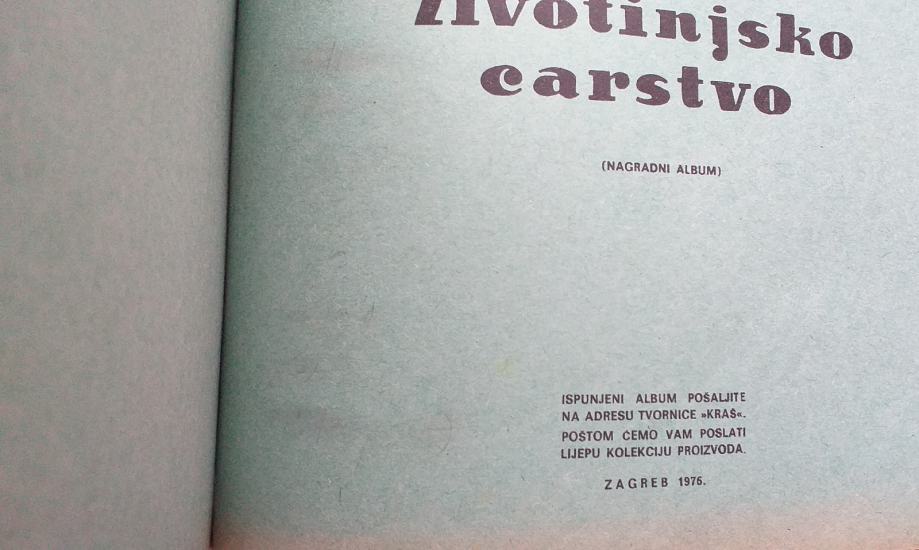 Životinjsko
carstvo
(NAGRADNI ALBUM)
ISPUNJENI ALBUM POŠALJITE
NA ADRESU TVORNICE »KRAŠ«.
POŠTOM ĆEMO VAM POSLATI
LIJEPU KOLEKCIJU PROIZVODA.
ZAGREB 1976.